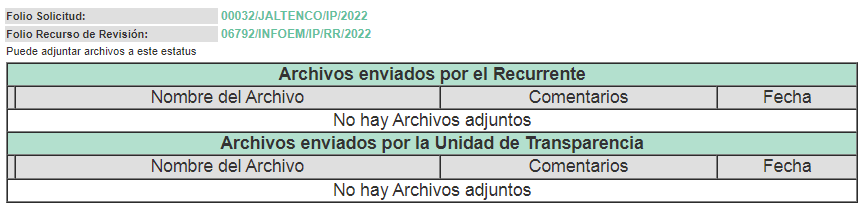 Folio Solicitud: 00032/JALTENCO/IP/2022
Folio Recurso de Revisión: 06792/INFOEM/IP/RR/2022
Puede adjuntar archivos a este estatus
Archivos enviados por el Recurrente
Nombre del Archivo Comentarios Fecha
No hay Archivos adjuntos
Archivos enviados por la Unidad de Transparencia
Nombre del Archivo Comentarios Fecha
No hay Archivos adjuntos